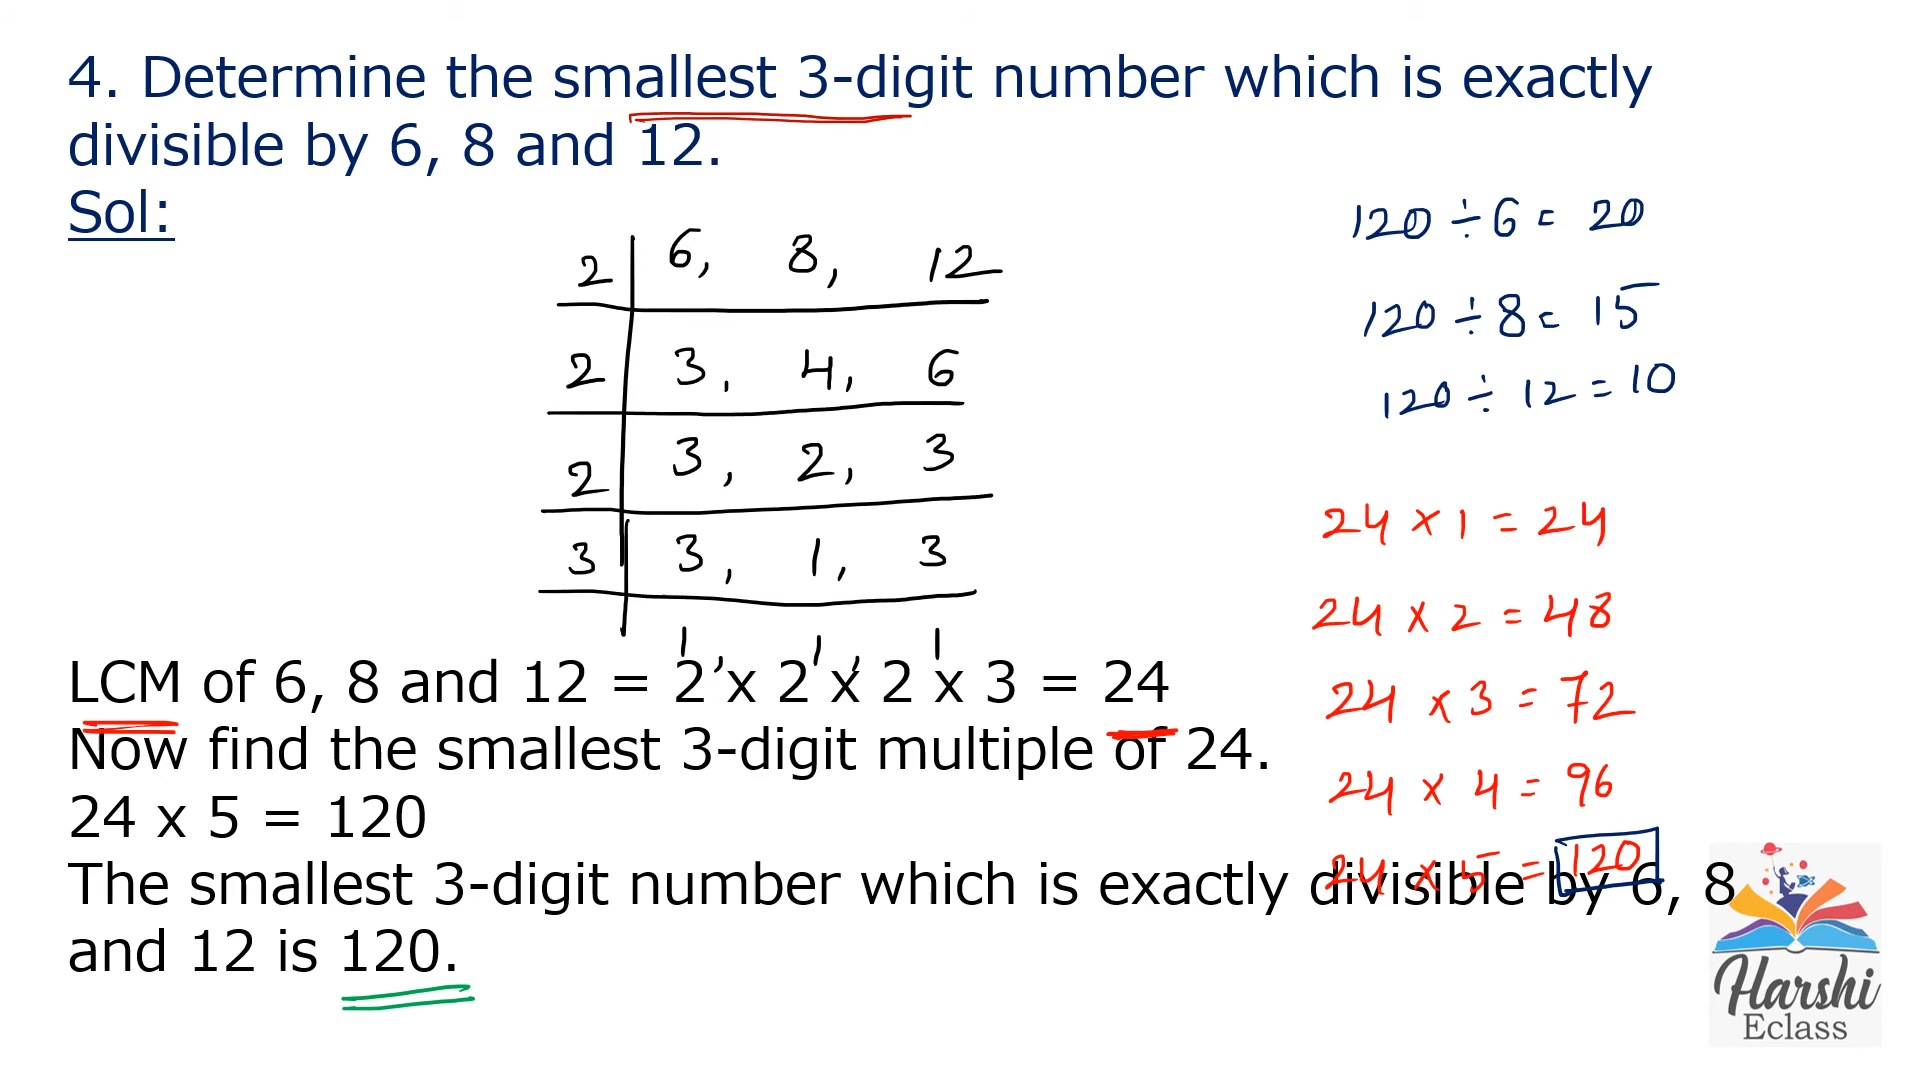 4. Determine the smallest 3-digit number which is exactly
divisible by 6, 8 and 12.
Sol:
2 6, 8, 12
2 3, 4, 6
2 3, 2, 3
3 3, 1, 3
1, 1, 1
LCM of 6, 8 and 12 = 2 x 2 x 2 x 3 = 24
Now find the smallest 3-digit multiple of 24.
24 x 5 = 120
The smallest 3-digit number which is exactly divisible by 6, 8
and 12 is 120.
120 ÷ 6 = 20
120 ÷ 8 = 15
120 ÷ 12 = 10
24 × 1 = 24
24 × 2 = 48
24 × 3 = 72
24 × 4 = 96
24 × 5 = 120
Harshi
Eclass